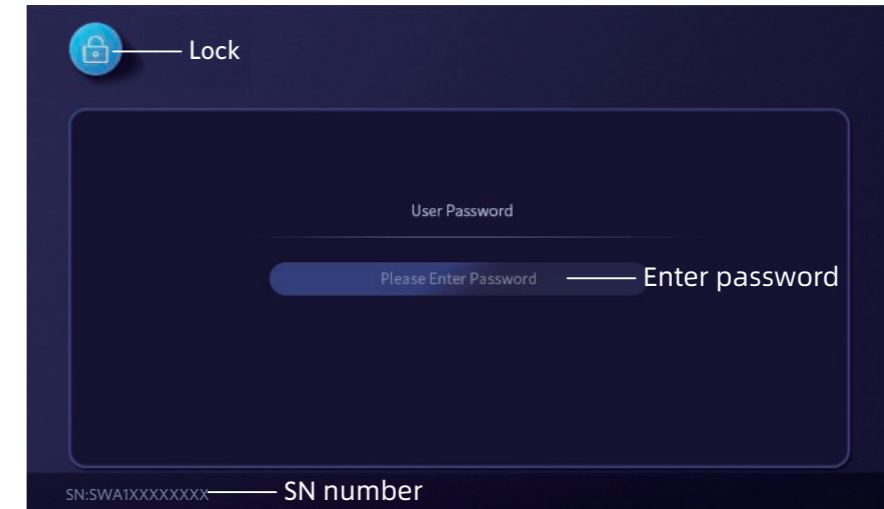 Lock
User Password
Please Enter Password
Enter password
SN:SWA1XXXXXXXX
SN number